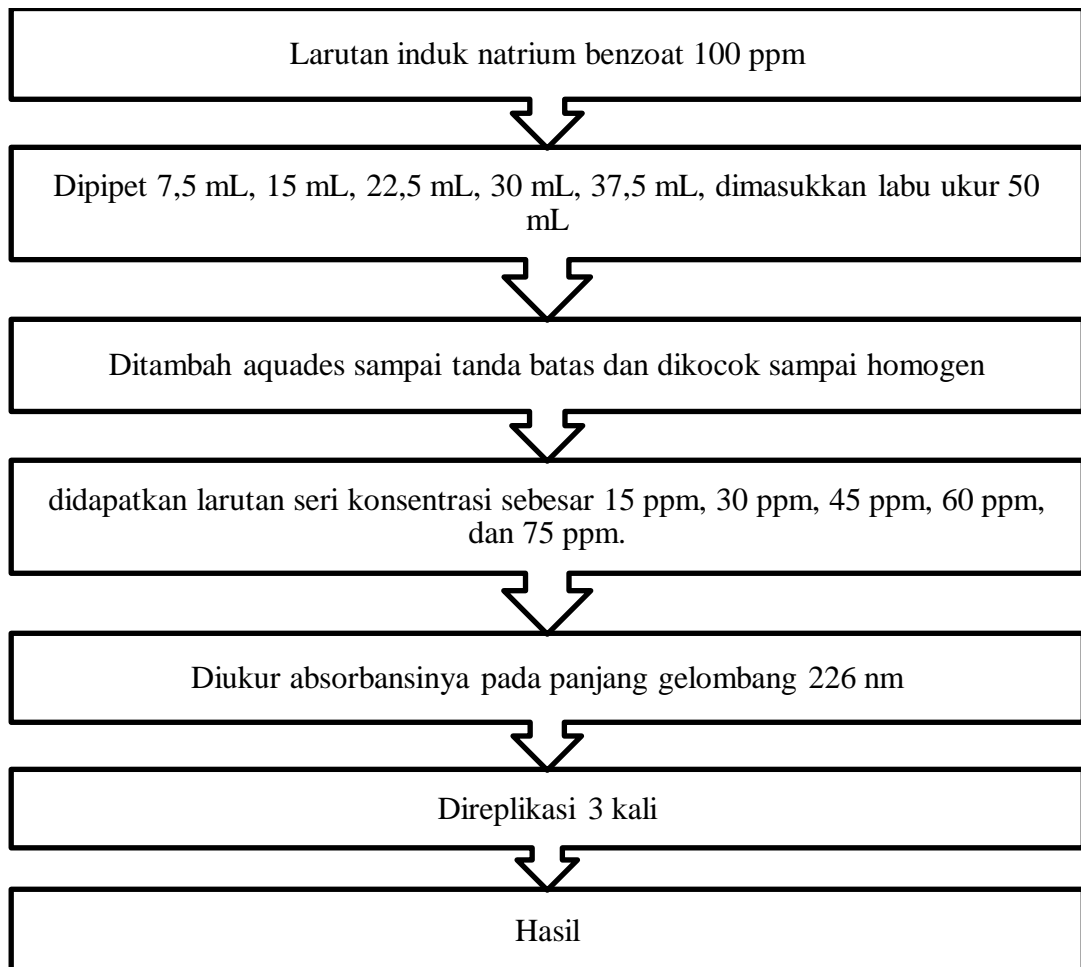 Larutan induk natrium benzoat 100 ppm
Dipipet 7,5 mL, 15 mL, 22,5 mL, 30 mL, 37,5 mL, dimasukkan labu ukur 50
mL
Ditambah aquades sampai tanda batas dan dikocok sampai homogen
didapatkan larutan seri konsentrasi sebesar 15 ppm, 30 ppm, 45 ppm, 60 ppm,
dan 75 ppm.
Diukur absorbansinya pada panjang gelombang 226 nm
Direplikasi 3 kali
Hasil